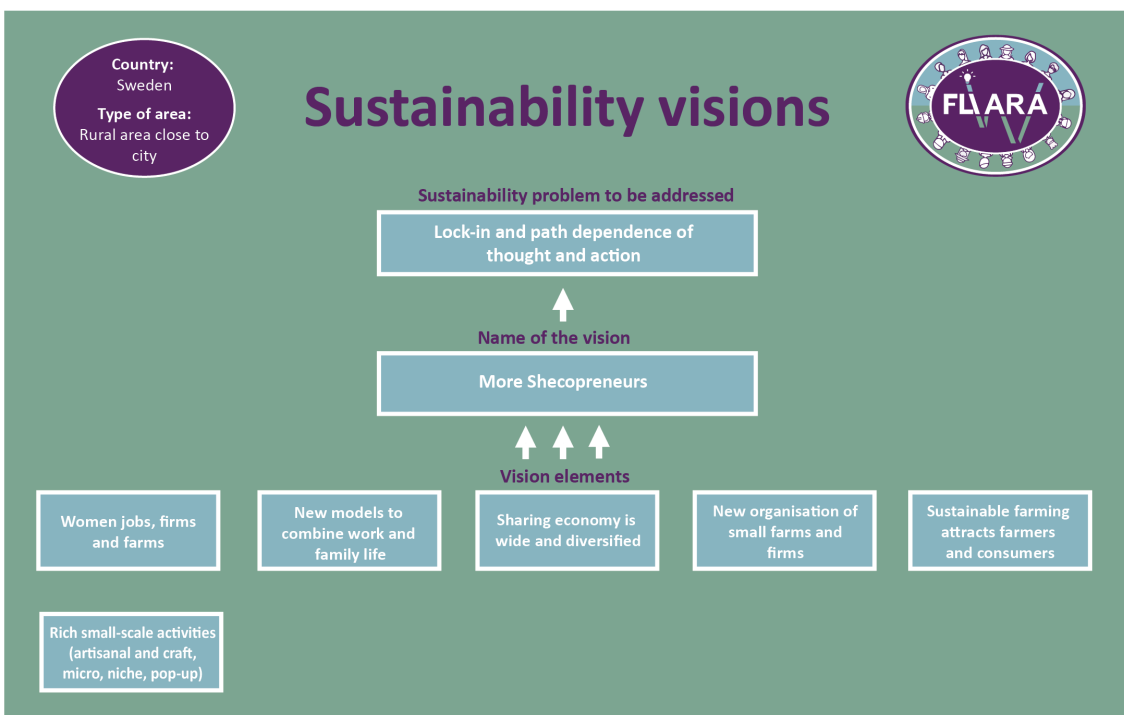 Country:
Sweden
Type of area:
Rural area close to
city
Sustainability visions
FLIARA
Sustainability problem to be addressed
Lock-in and path dependence of
thought and action
Name of the vision
More Shecopreneurs
Vision elements
Women jobs, firms
and farms
New models to
combine work and
family life
Sharing economy is
wide and diversified
New organisation of
small farms and
firms
Sustainable farming
attracts farmers
and consumers
Rich small-scale activities
(artisanal and craft,
micro, niche, pop-up)